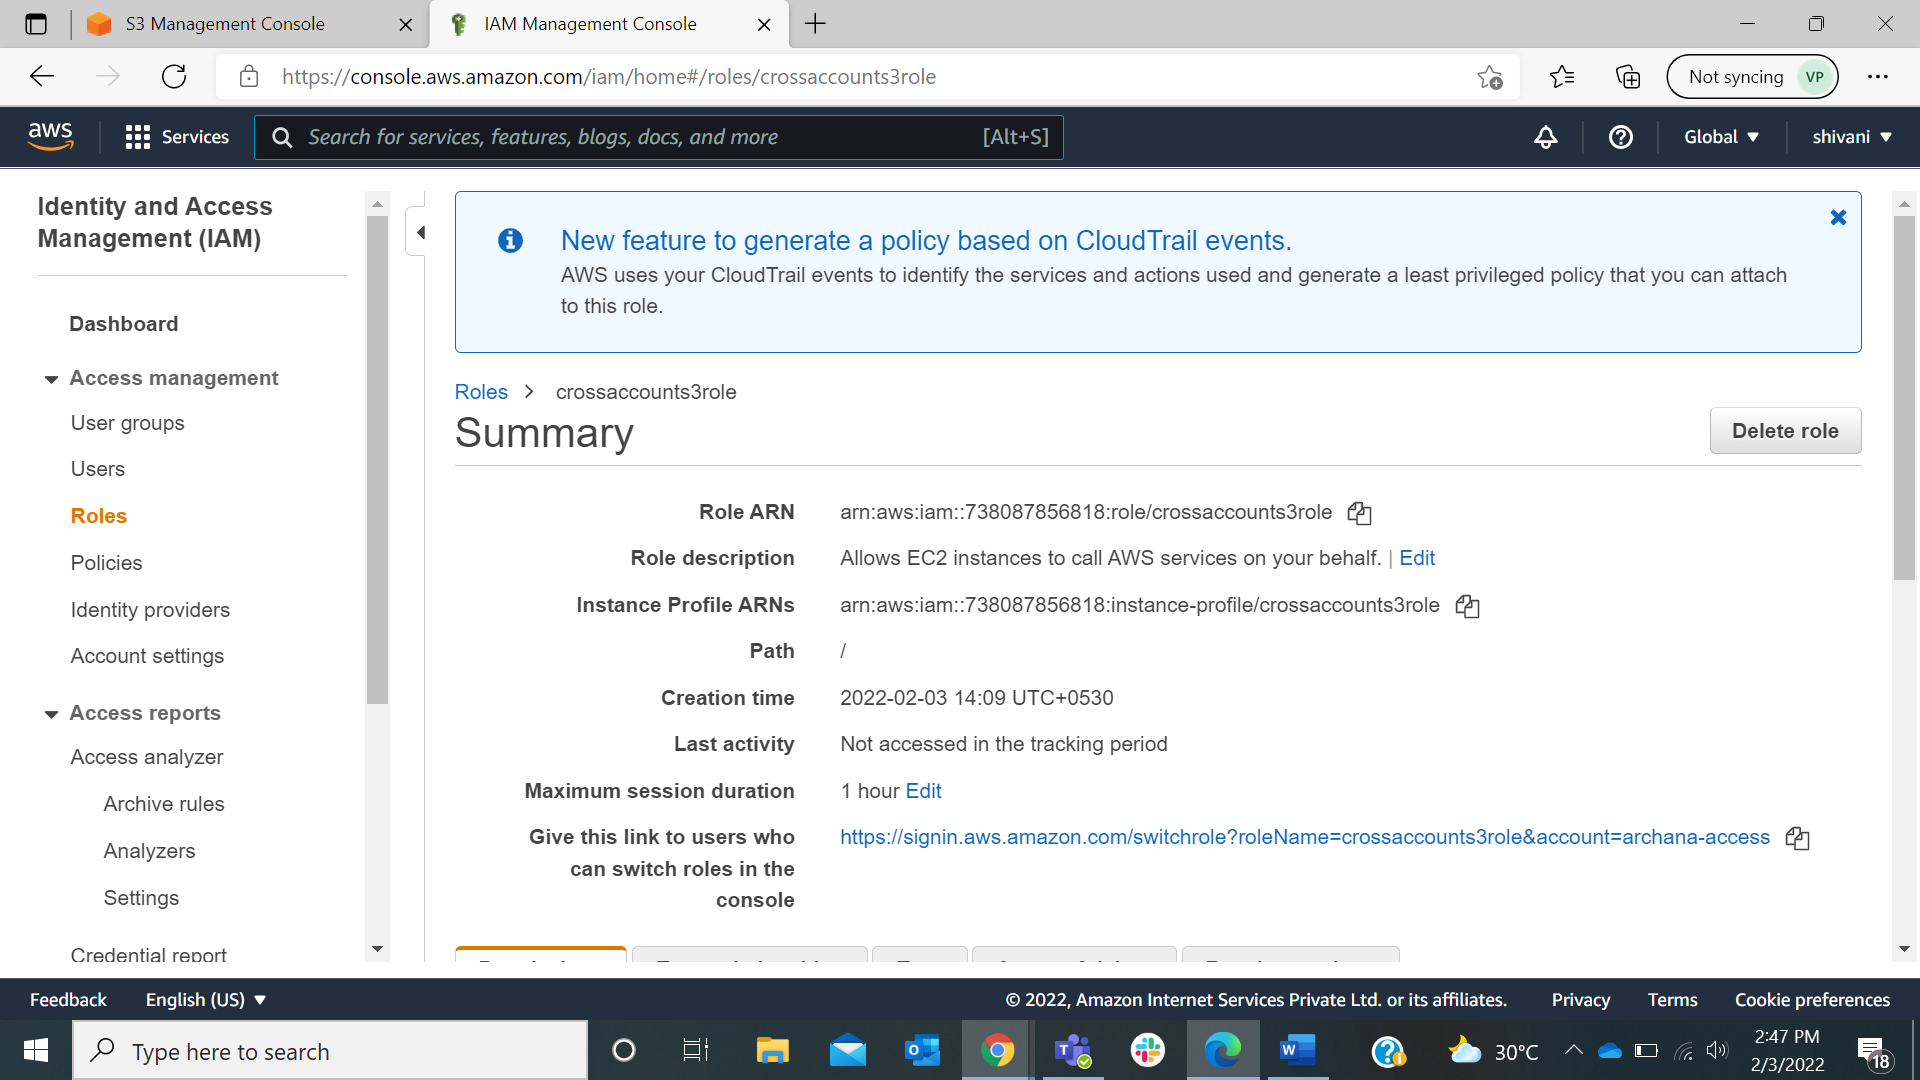 S3 Management Console
IAM Management Console
https://console.aws.amazon.com/iam/home#/roles/crossaccounts3role
Not syncing VP
aws Services Search for services, features, blogs, docs, and more [Alt+S] Global ▼ shivani ▼
Identity and Access
Management (IAM)
Dashboard
Access management
User groups
Users
Roles
Policies
Identity providers
Account settings
Access reports
Access analyzer
Archive rules
Analyzers
Settings
Credential report
New feature to generate a policy based on CloudTrail events.
AWS uses your CloudTrail events to identify the services and actions used and generate a least privileged policy that you can attach
to this role.
Roles > crossaccounts3role
Summary
Delete role
Role ARN arn:aws:iam::738087856818:role/crossaccounts3role
Role description Allows EC2 instances to call AWS services on your behalf. | Edit
Instance Profile ARNs arn:aws:iam::738087856818:instance-profile/crossaccounts3role
Path /
Creation time 2022-02-03 14:09 UTC+0530
Last activity Not accessed in the tracking period
Maximum session duration 1 hour Edit
Give this link to users who https://signin.aws.amazon.com/switchrole?roleName=crossaccounts3role&account=archana-access
can switch roles in the
console
Feedback English (US) ▼ © 2022, Amazon Internet Services Private Ltd. or its affiliates. Privacy Terms Cookie preferences
Type here to search
30°C
2:47 PM
2/3/2022
18